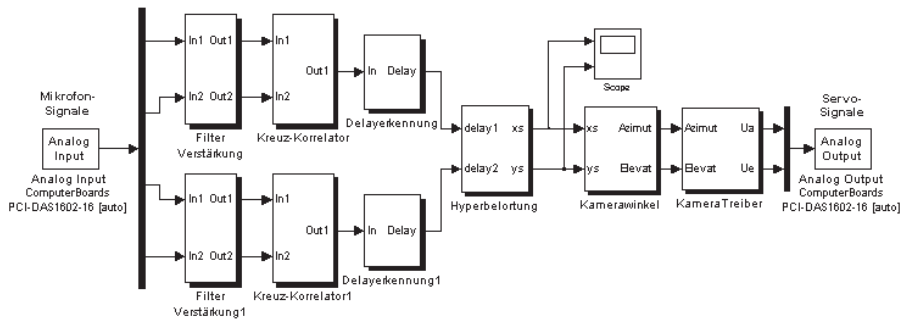 Mikrofon-
Signale
Analog
Input
Analog Input
ComputerBoards
PCI-DAS1602-16 [auto]
In1 Out1
In2 Out2
Filter
Verstärkung
In1
Out1
In2
Kreuz-Korrelator
In Delay
Delayerkennung
In1 Out1
In2 Out2
Filter
Verstärkung1
In1
Out1
In2
Kreuz-Korrelator1
In Delay
Delayerkennung1
delay1 xs
delay2 ys
Hyperbelortung
Scope
xs Azimut
ys Elevat
Kamerawinkel
Azimut Ua
Elevat Ue
KameraTreiber
Servo-
Signale
Analog
Output
Analog Output
ComputerBoards
PCI-DAS1602-16 [auto]